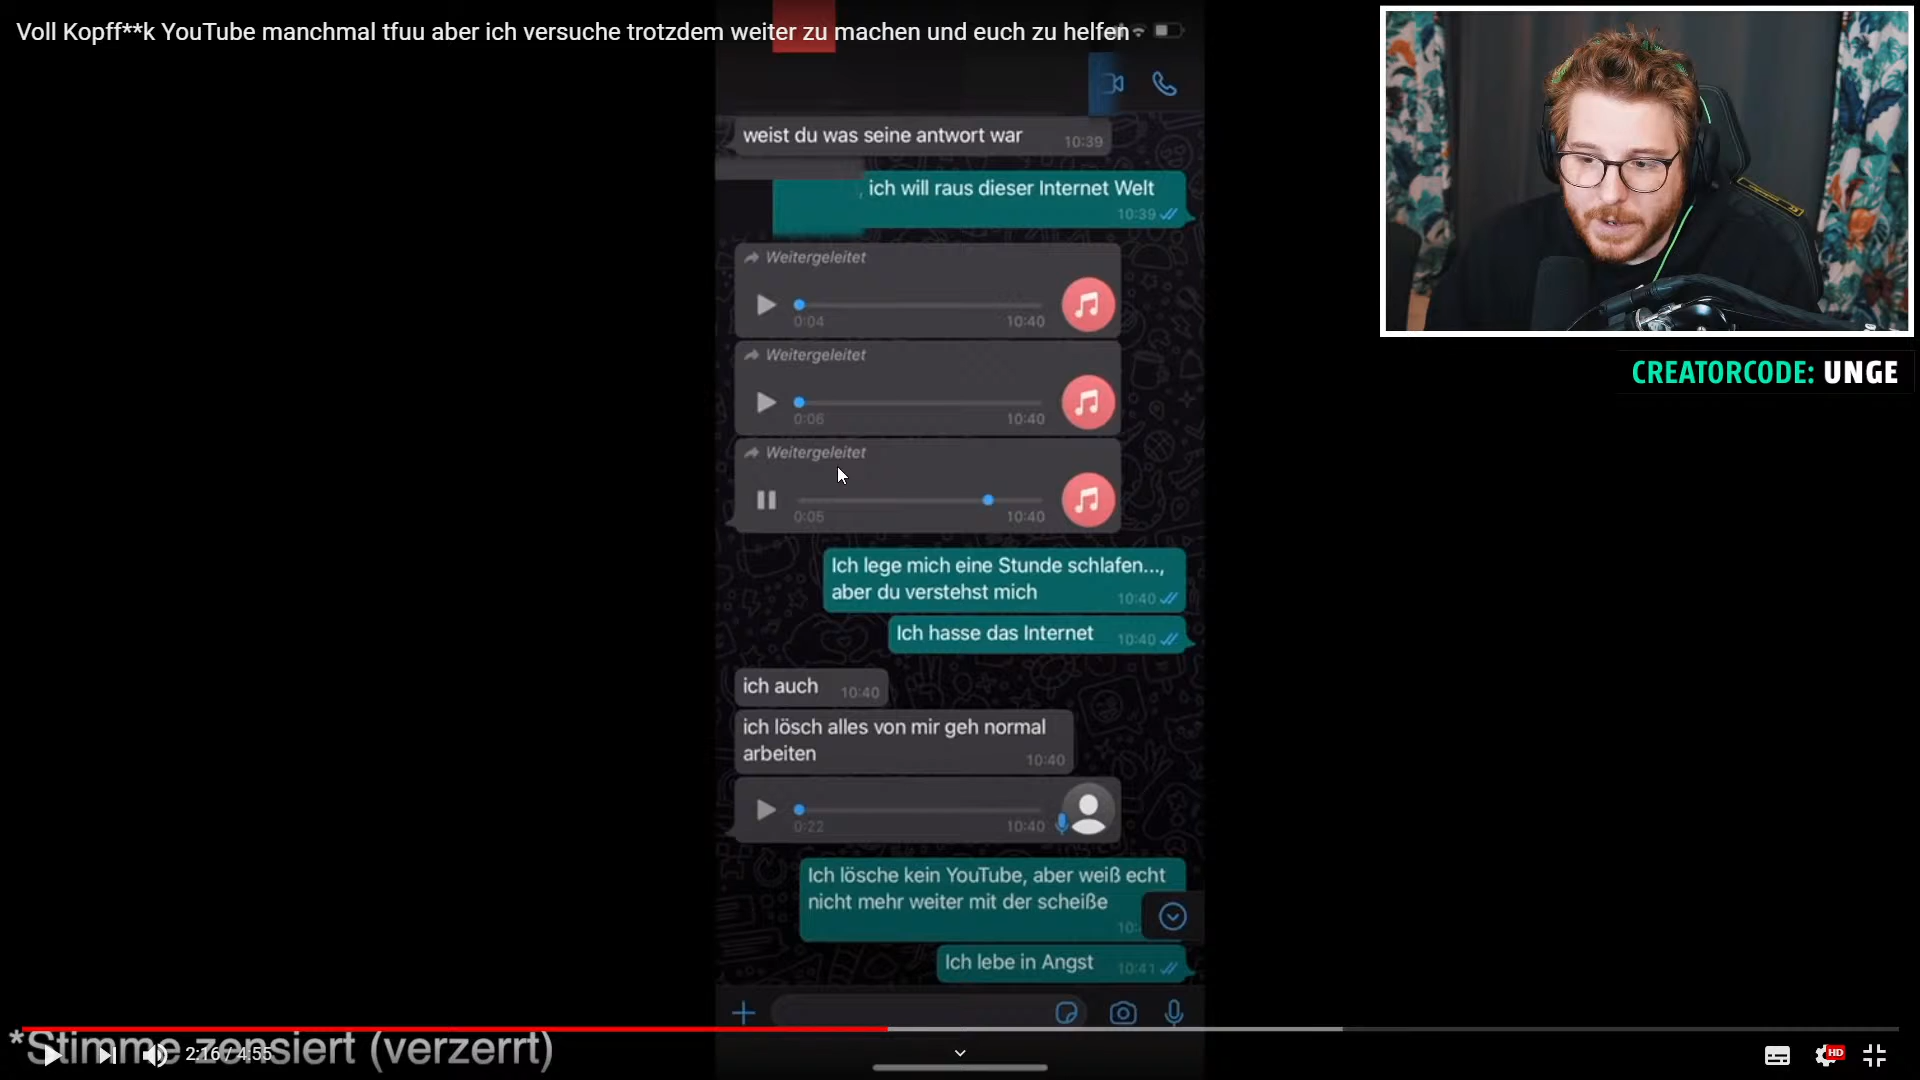 Voll Kopff**k YouTube manchmal tfuu aber ich versuche trotzdem weiter zu machen und euch zu helfen
weist du was seine antwort war
10:39
, ich will raus dieser Internet Welt
10:39
Weitergeleitet
0:04
10:40
Weitergeleitet
0:06
10:40
Weitergeleitet
0:05
10:40
Ich lege mich eine Stunde schlafen...,
aber du verstehst mich
10:40
Ich hasse das Internet
10:40
ich auch
10:40
ich lösch alles von mir geh normal
arbeiten
10:40
0:22
10:40
Ich lösche kein YouTube, aber weiß echt
nicht mehr weiter mit der scheiße
Ich lebe in Angst
10:41
*Stimme zensiert (verzerrt)
2:16 / 4:55
HD
CREATORCODE: UNGE